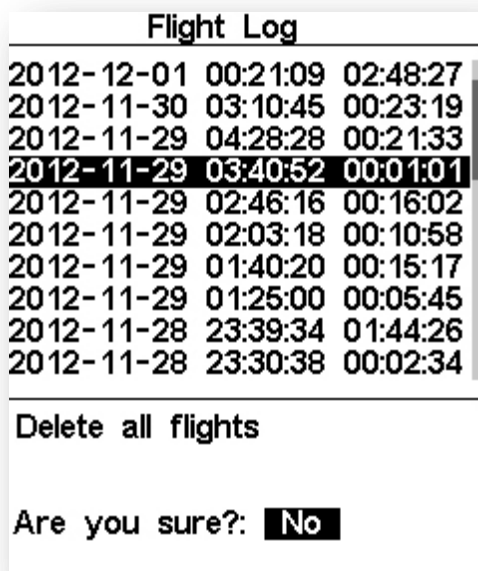 Flight Log
2012-12-01 00:21:09 02:48:27
2012-11-30 03:10:45 00:23:19
2012-11-29 04:28:28 00:21:33
2012-11-29 03:40:52 00:01:01
2012-11-29 02:46:16 00:16:02
2012-11-29 02:03:18 00:10:58
2012-11-29 01:40:20 00:15:17
2012-11-29 01:25:00 00:05:45
2012-11-28 23:39:34 01:44:26
2012-11-28 23:30:38 00:02:34
Delete all flights
Are you sure?: No